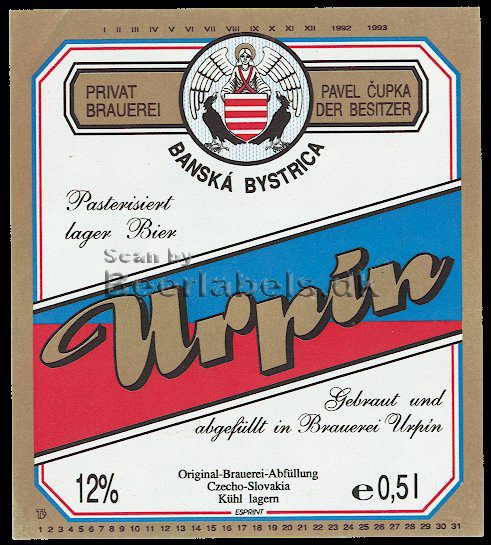 I II III IV V VI VII VIII IX X XI XII 1992 1993
PRIVAT
BRAUEREI
PAVEL ČUPKA
DER BESITZER
BANSKÁ BYSTRICA
Pasterisiert
lager Bier
Scan by
Beerlabels.dk
Urpín
Gebraut und
abgefüllt in Brauerei Urpín
12%
Original-Brauerei-Abfüllung
Czecho-Slovakia
Kühl lagern
ESPRINT
e 0,5 l
1 2 3 4 5 6 7 8 9 10 11 12 13 14 15 16 17 18 19 20 21 22 23 24 25 26 27 28 29 30 31